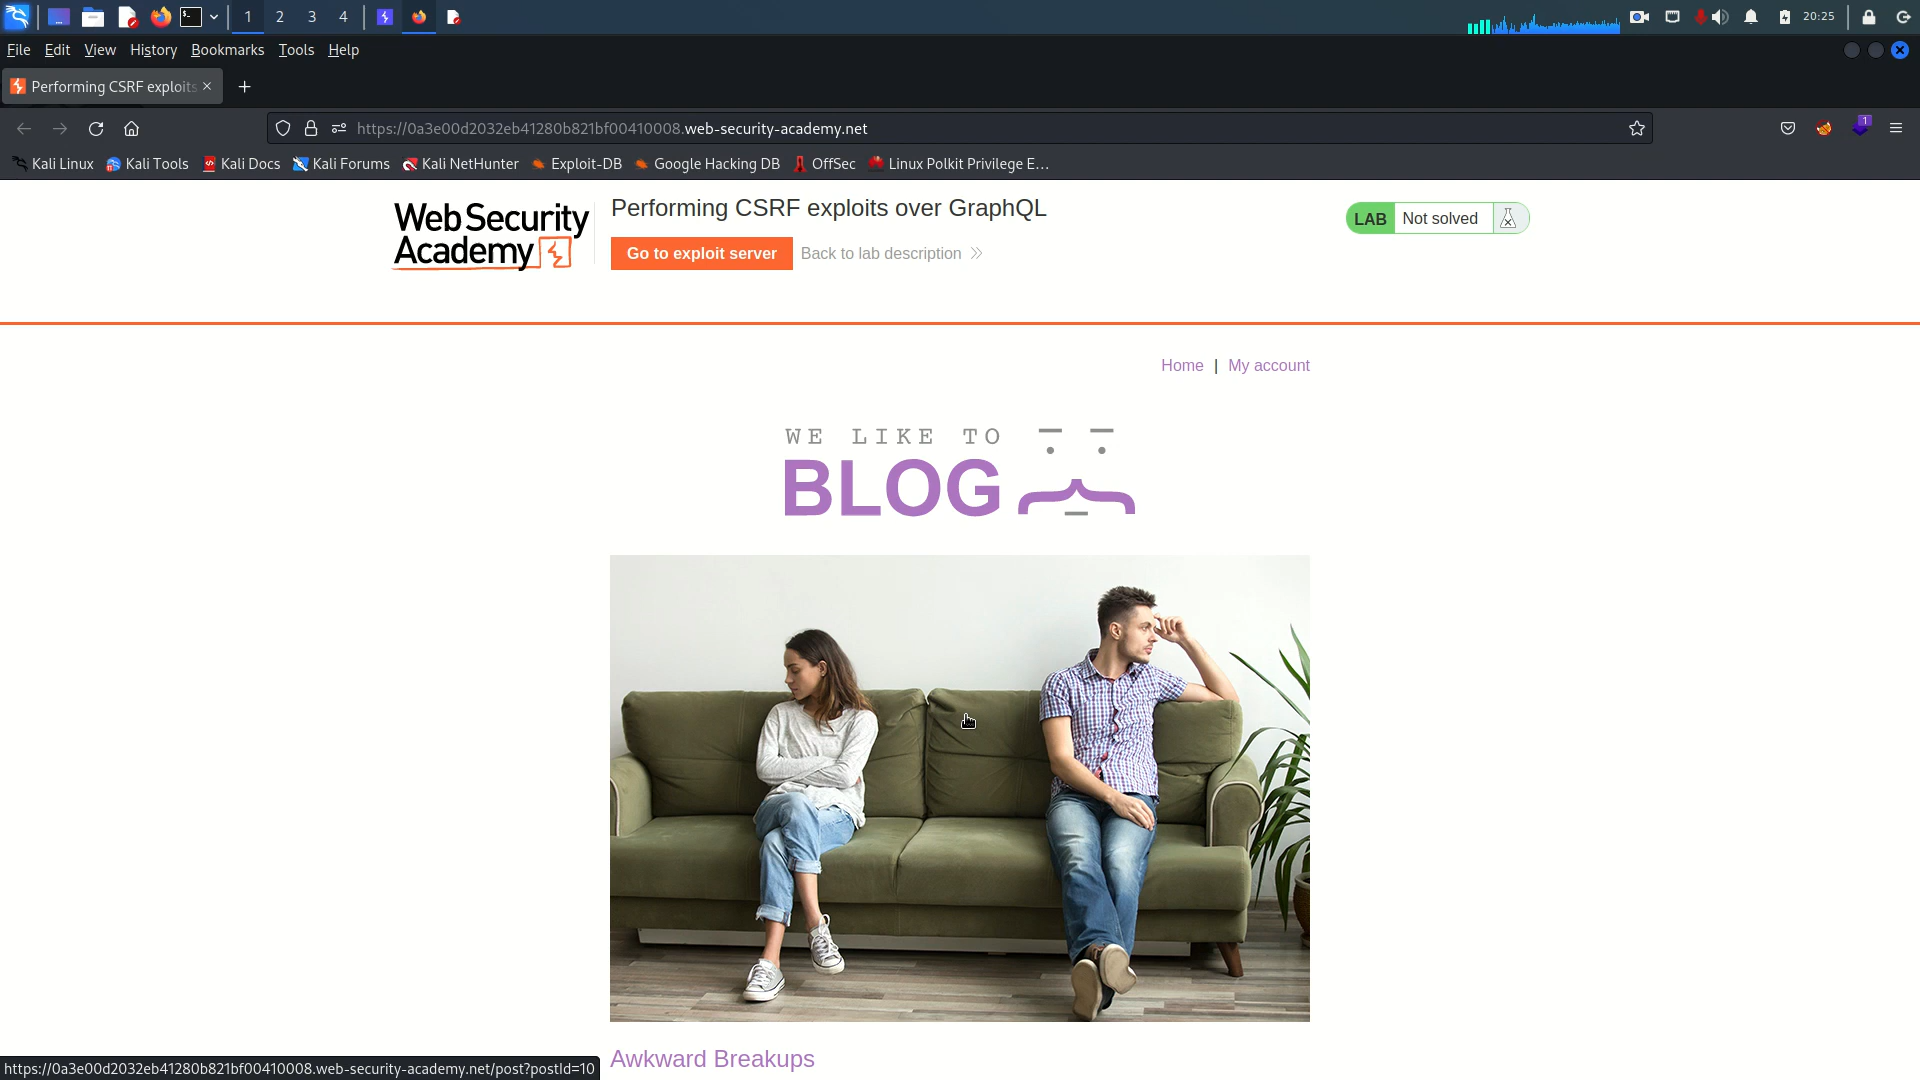 1 2 3 4
20:25
File Edit View History Bookmarks Tools Help
Performing CSRF exploits
https://0a3e00d2032eb41280b821bf00410008.web-security-academy.net
1
Kali Linux Kali Tools Kali Docs Kali Forums Kali NetHunter Exploit-DB Google Hacking DB OffSec Linux Polkit Privilege E...
Web Security
Academy
Performing CSRF exploits over GraphQL
LAB Not solved
Go to exploit server
Back to lab description
Home | My account
WE LIKE TO
BLOG
Awkward Breakups
https://0a3e00d2032eb41280b821bf00410008.web-security-academy.net/post?postId=10